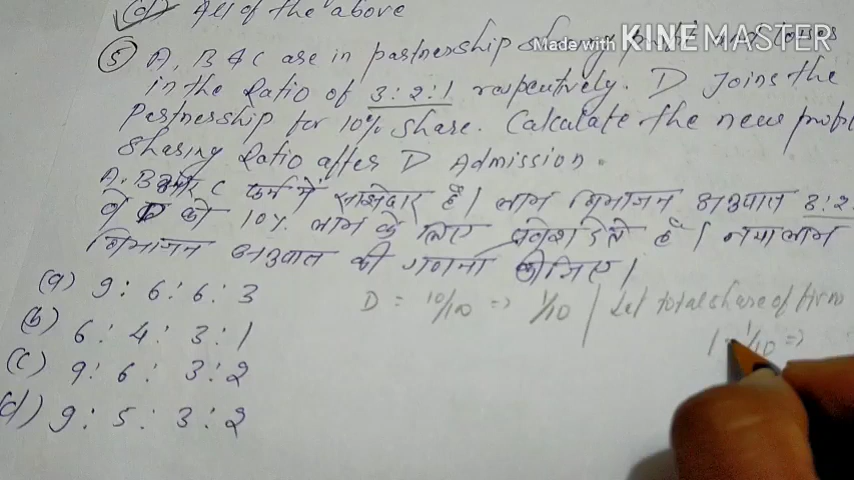 (d) All of the above
Made with KINEMASTER
(5) A, B & C are in partnership sharing profit and losses
in the Ratio of 3:2:1 respectively. D Joins the
Partnership for 10% share. Calculate the new profi
Sharing Ratio after D Admission.
A, B और C फर्म में साझेदार है। लाभ विभाजन अनुपात 3:2
वे D को 10% लाभ के लिए प्रवेश देते हैं। नया लाभ
विभाजन अनुपात की गणना कीजिए।
(a) 9 : 6 : 6 : 3
(b) 6 : 4 : 3 : 1
(c) 9 : 6 : 3 : 2
(d) 9 : 5 : 3 : 2
D = 10/100 => 1/10 | Let total share of firm
1 - 1/10 =>